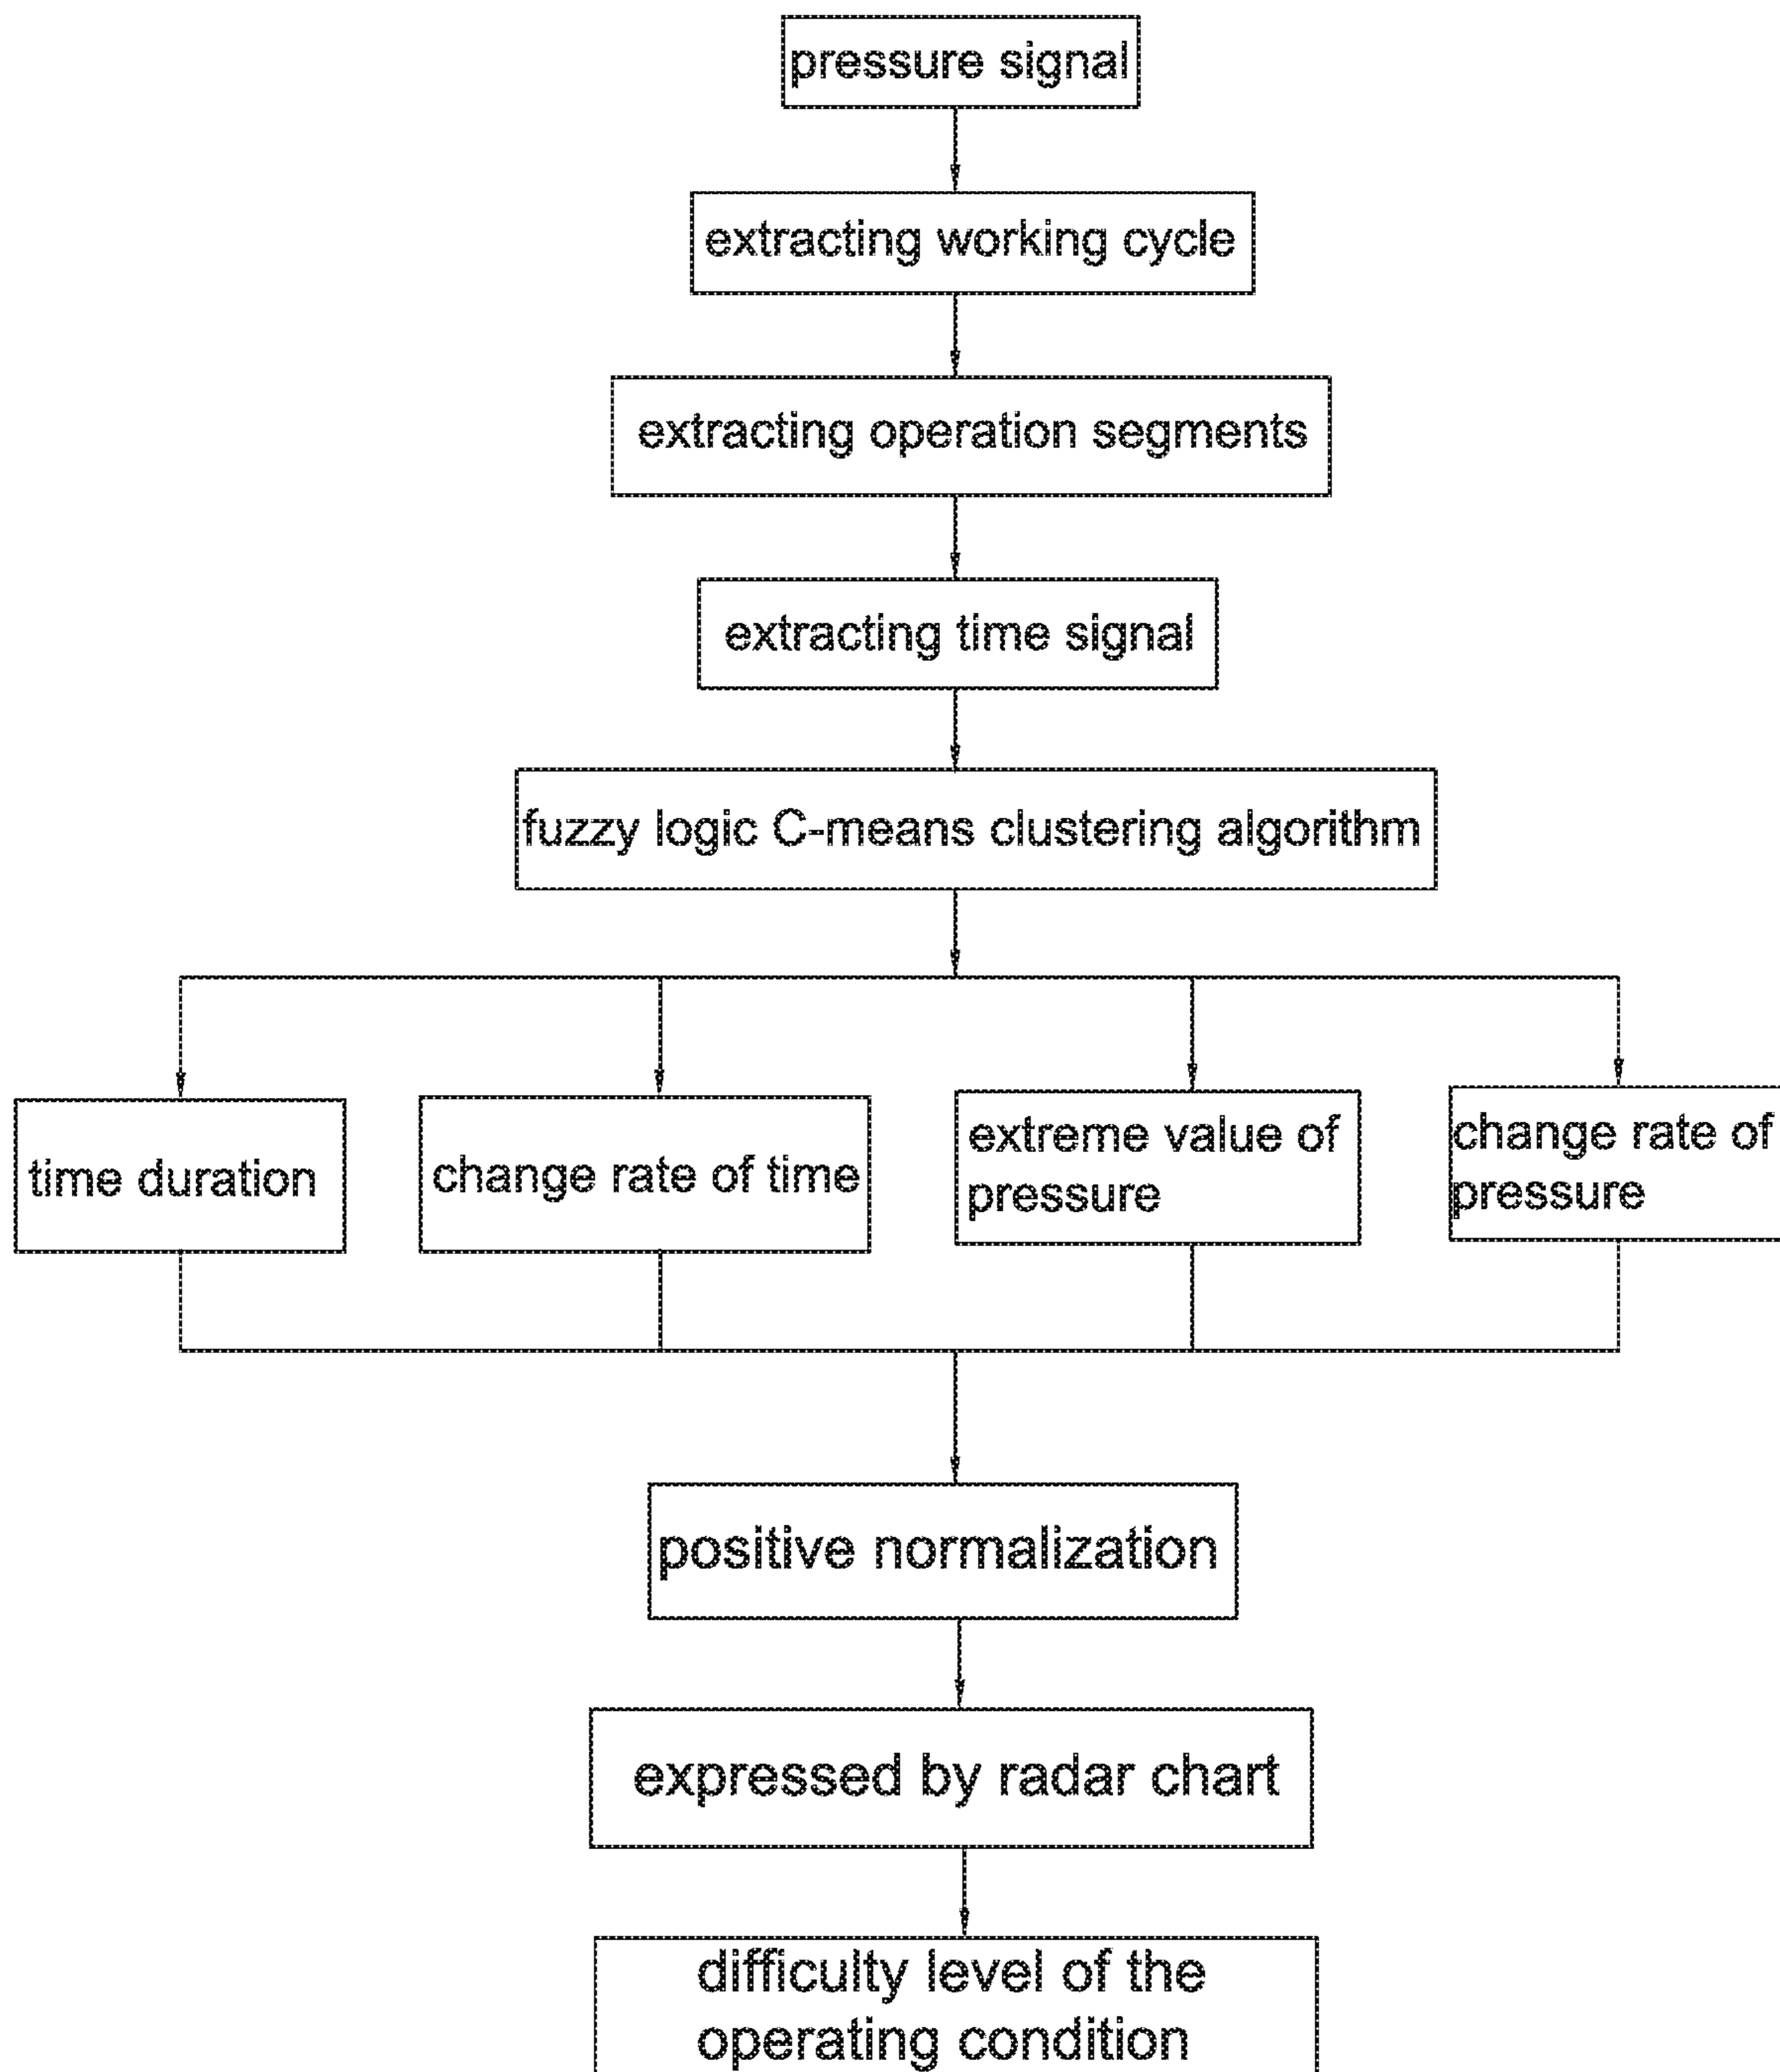 pressure signal
extracting working cycle
extracting operation segments
extracting time signal
fuzzy logic C-means clustering algorithm
time duration
change rate of time
extreme value of
pressure
change rate of
pressure
positive normalization
expressed by radar chart
difficulty level of the
operating condition